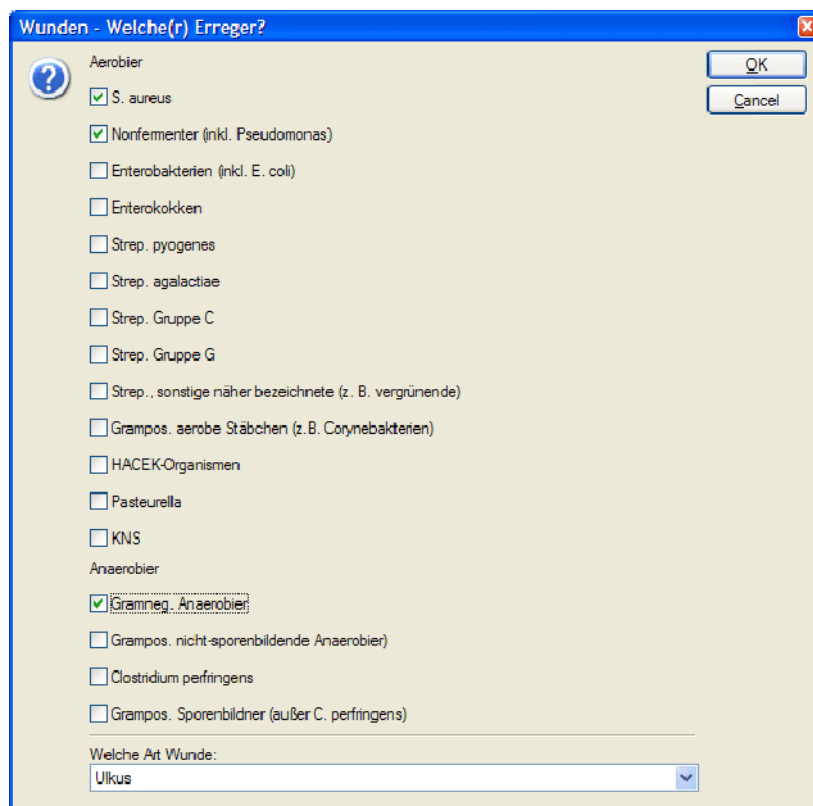 Wunden - Welche(r) Erreger?
Aerobier
OK
S. aureus
Cancel
Nonfermenter (inkl. Pseudomonas)
Enterobakterien (inkl. E. coli)
Enterokokken
Strep. pyogenes
Strep. agalactiae
Strep. Gruppe C
Strep. Gruppe G
Strep., sonstige näher bezeichnete (z. B. vergrünende)
Grampos. aerobe Stäbchen (z.B. Corynebakterien)
HACEK-Organismen
Pasteurella
KNS
Anaerobier
Gramneg. Anaerobier
Grampos. nicht-sporenbildende Anaerobier)
Clostridium perfringens
Grampos. Sporenbildner (außer C. perfringens)
Welche Art Wunde:
Ulkus